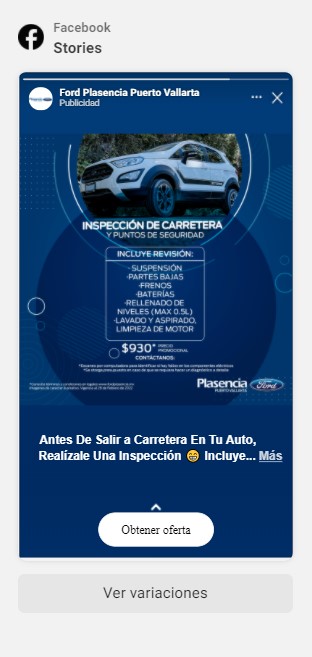 Facebook
Stories
Ford Plasencia Puerto Vallarta
Publicidad
INSPECCIÓN DE CARRETERA
Y PUNTOS DE SEGURIDAD
INCLUYE REVISIÓN:
·SUSPENSIÓN
·PARTES BAJAS
·FRENOS
·BATERÍAS
·RELLENADO DE
NIVELES (MAX 0.5L)
·LAVADO Y ASPIRADO,
LIMPIEZA DE MOTOR
$930* PRECIO
PROMOCIONAL
CONTÁCTANOS:
Plasencia Ford
PUERTO VALLARTA
Antes De Salir a Carretera En Tu Auto,
Realízale Una Inspección 😁 Incluye... Más
Obtener oferta
Ver variaciones